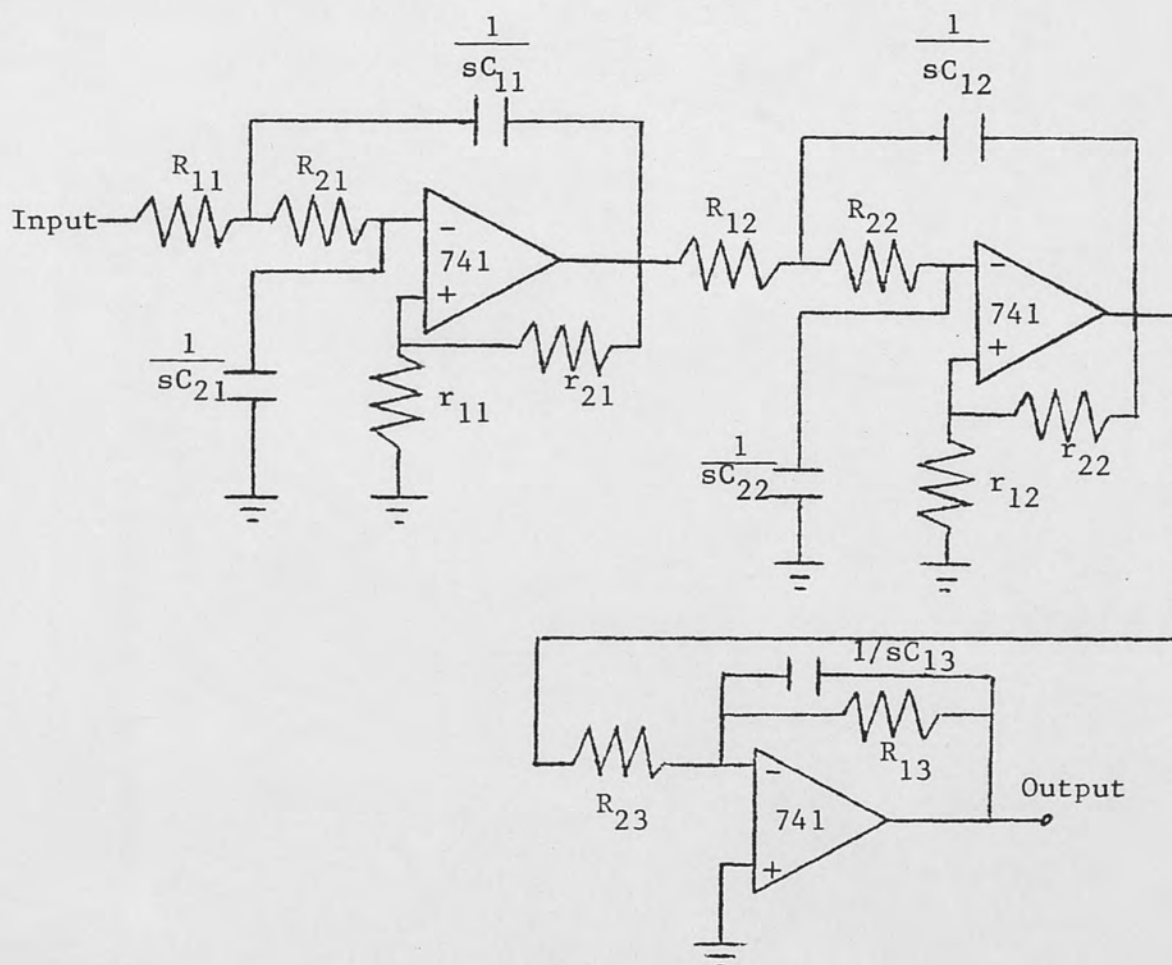 1
sC11
1
sC12
R11
R21
Input
-
741
+
R12
R22
-
741
+
1
sC21
r11
r21
1
sC22
r12
r22
1/sC13
R13
R23
-
741
+
Output